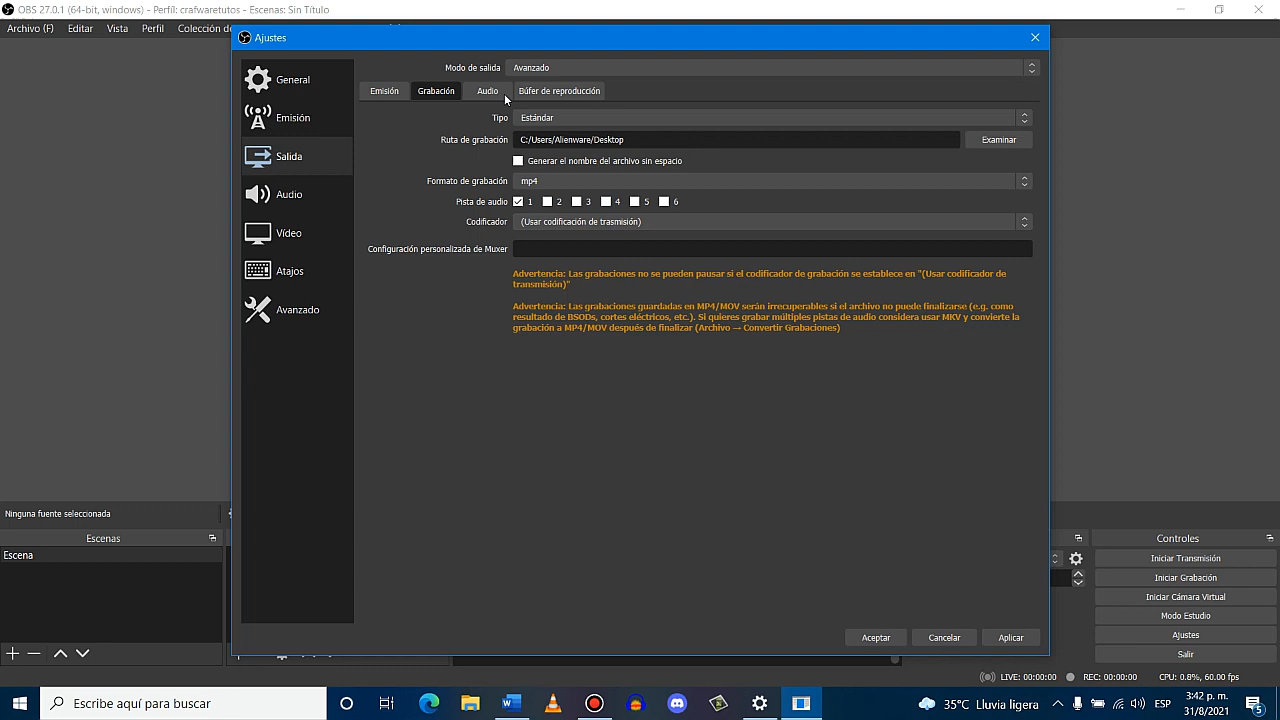 OBS 27.0.1 (64-bit, windows) - Perfil: crafwaretutos - Escenas: Sin Título
Archivo (F) Editar Vista Perfil Colección de
Ajustes
General
Emisión
Salida
Audio
Vídeo
Atajos
Avanzado
Modo de salida Avanzado
Emisión Grabación Audio Búfer de reproducción
Tipo Estándar
Ruta de grabación C:/Users/Alienware/Desktop Examinar
Generar el nombre del archivo sin espacio
Formato de grabación mp4
Pista de audio 1 2 3 4 5 6
Codificador (Usar codificación de trasmisión)
Configuración personalizada de Muxer
Advertencia: Las grabaciones no se pueden pausar si el codificador de grabación se establece en "(Usar codificador de
transmisión)"
Advertencia: Las grabaciones guardadas en MP4/MOV serán irrecuperables si el archivo no puede finalizarse (e.g. como
resultado de BSODs, cortes eléctricos, etc.). Si quieres grabar múltiples pistas de audio considera usar MKV y convierte la
grabación a MP4/MOV después de finalizar (Archivo → Convertir Grabaciones)
Aceptar Cancelar Aplicar
Ninguna fuente seleccionada
Escenas
Escena
Controles
Iniciar Transmisión
Iniciar Grabación
Iniciar Cámara Virtual
Modo Estudio
Ajustes
Salir
LIVE: 00:00:00 REC: 00:00:00 CPU: 0.8%, 60.00 fps
Escribe aquí para buscar
35°C Lluvia ligera
ESP
3:42 p. m.
31/8/2021
5